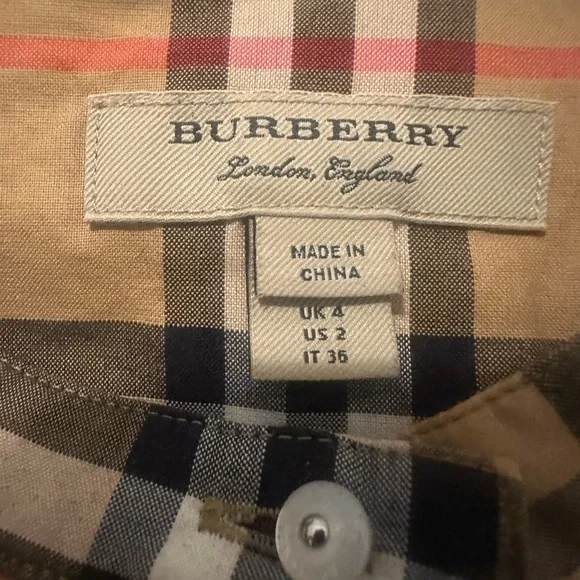 BURBERRY
London, England
MADE IN
CHINA
UK 4
US 2
IT 36